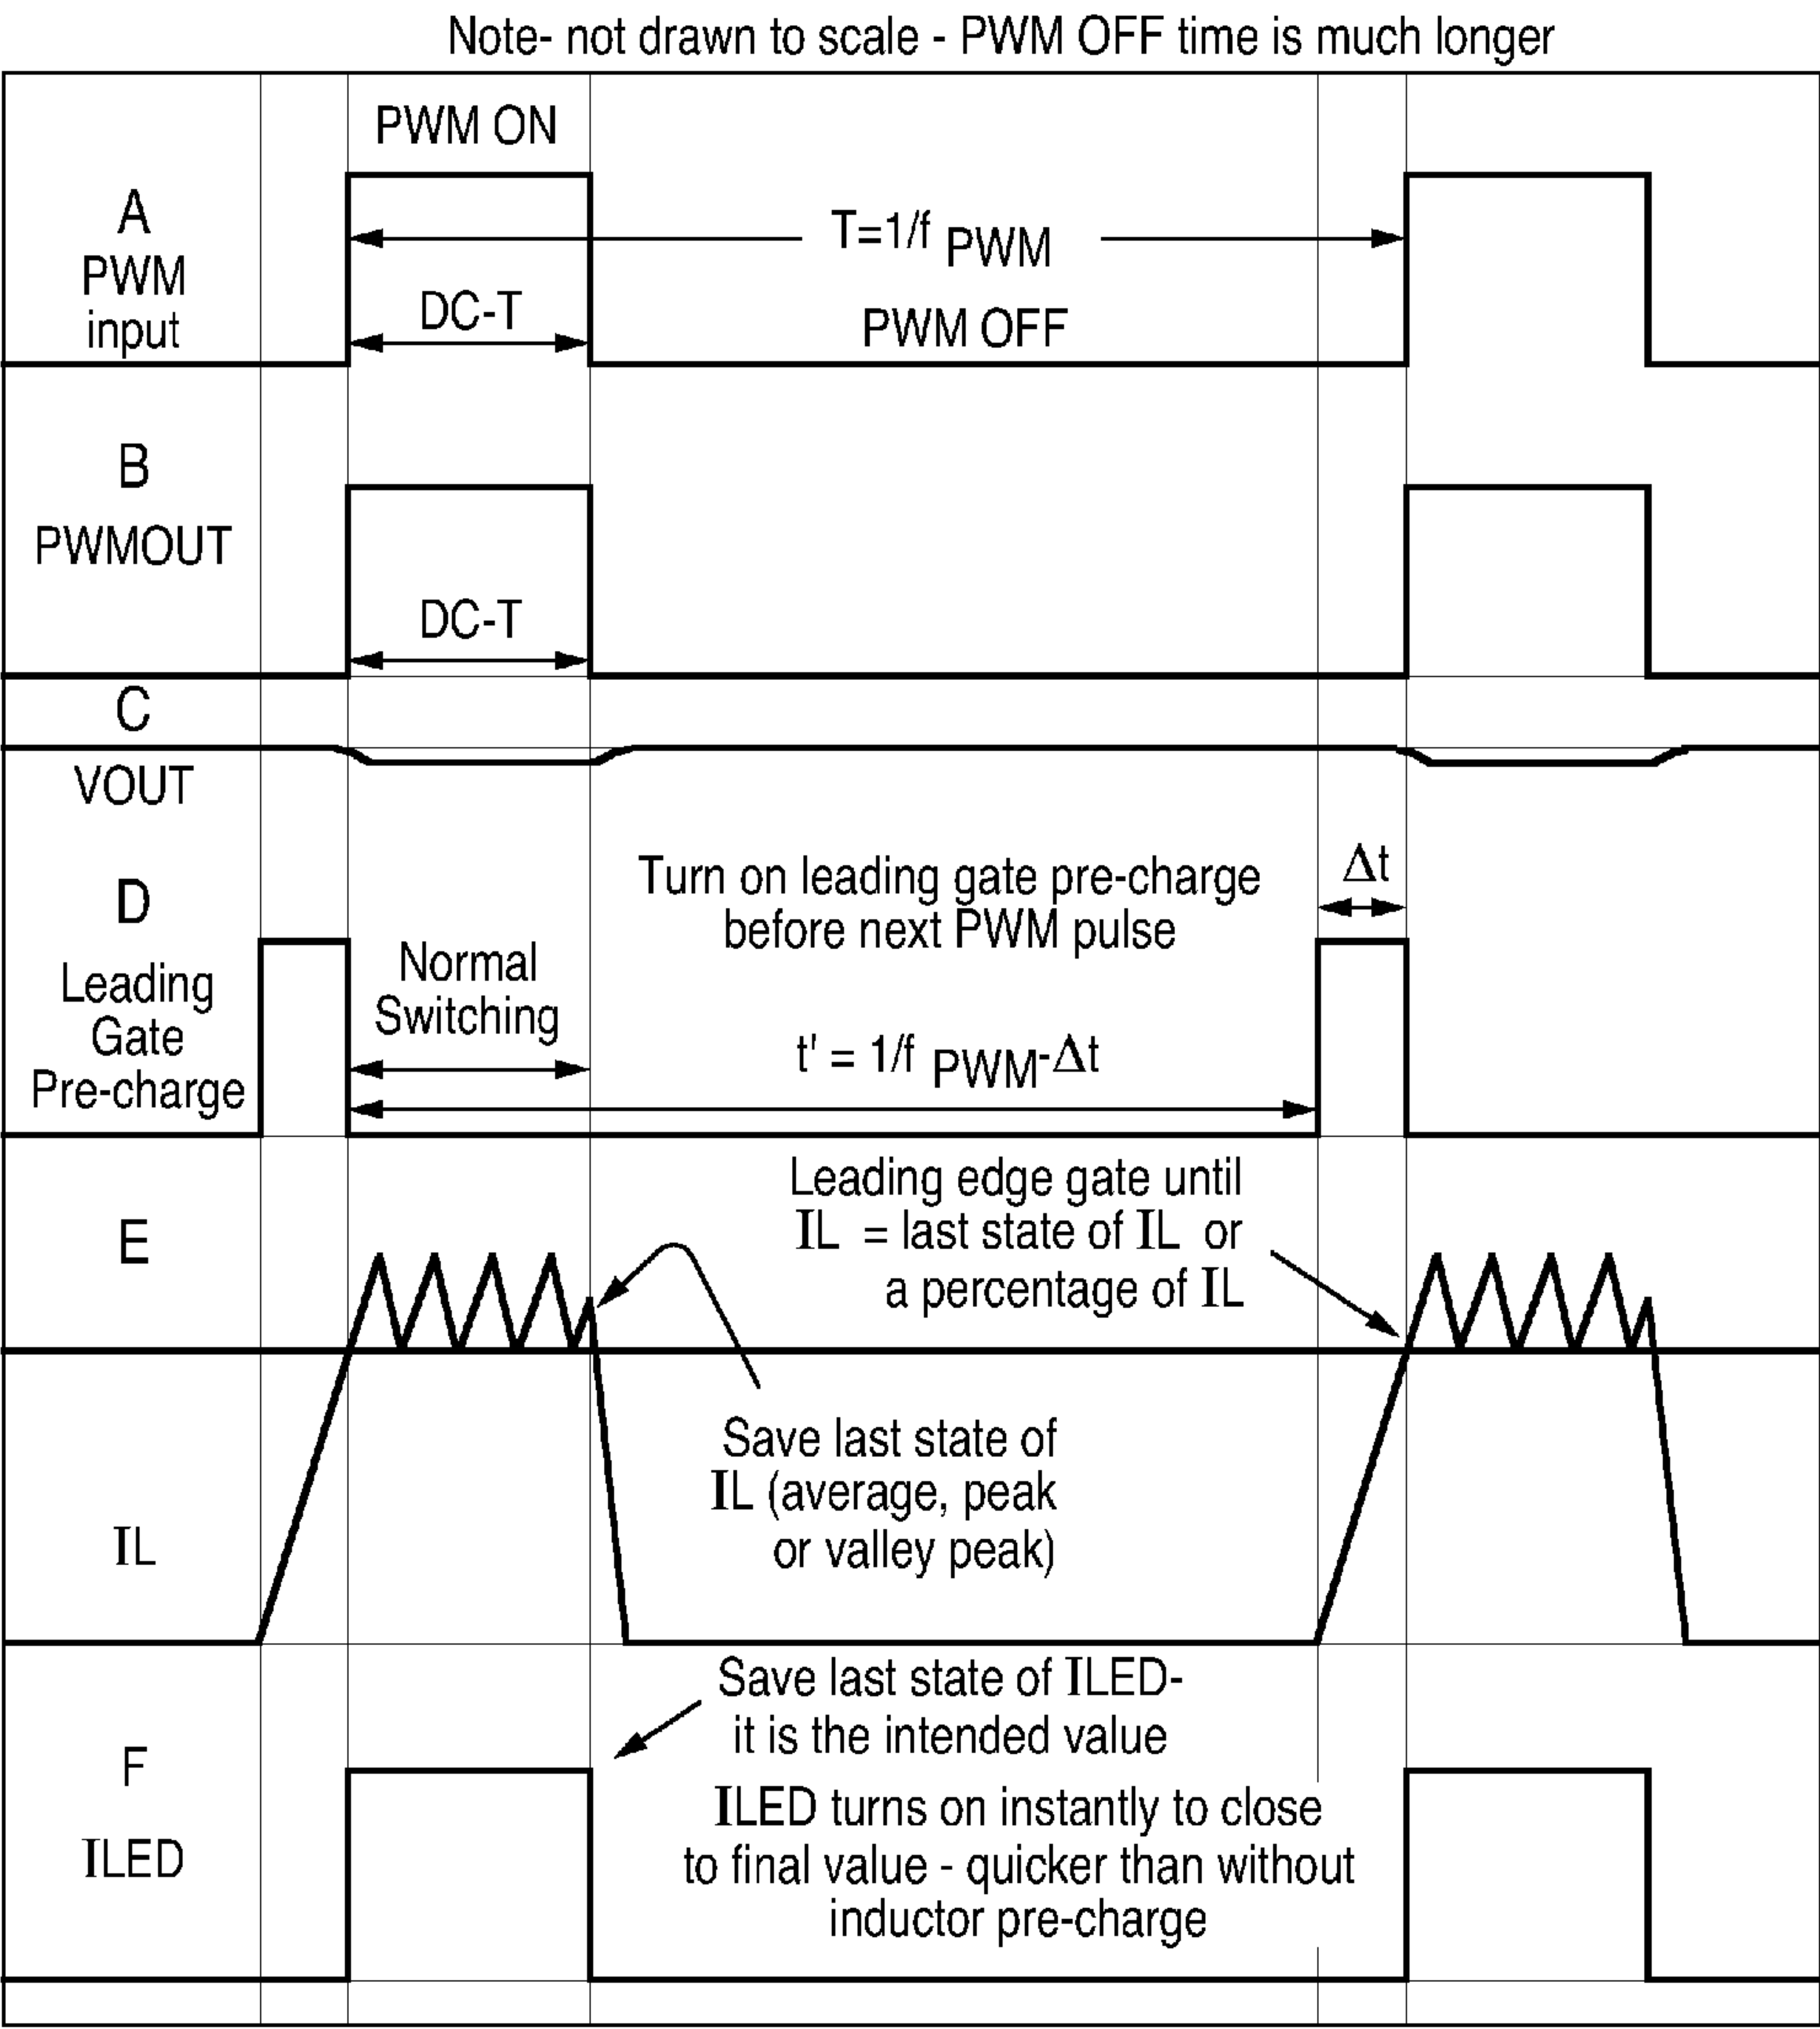 Note- not drawn to scale - PWM OFF time is much longer
PWM ON
A
PWM
input
T=1/f PWM
DC-T
PWM OFF
B
PWMOUT
DC-T
C
VOUT
D
Leading
Gate
Pre-charge
Normal
Switching
Turn on leading gate pre-charge
before next PWM pulse
Δt
t' = 1/f PWM-Δt
E
IL
Leading edge gate until
IL = last state of IL or
a percentage of IL
Save last state of
IL (average, peak
or valley peak)
F
ILED
Save last state of ILED-
it is the intended value
ILED turns on instantly to close
to final value - quicker than without
inductor pre-charge